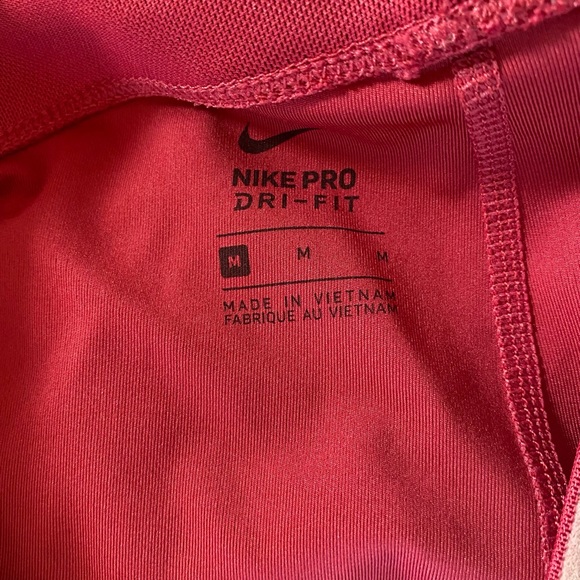 NIKE PRO
DRI-FIT
M M M
MADE IN VIETNAM
FABRIQUE AU VIETNAM